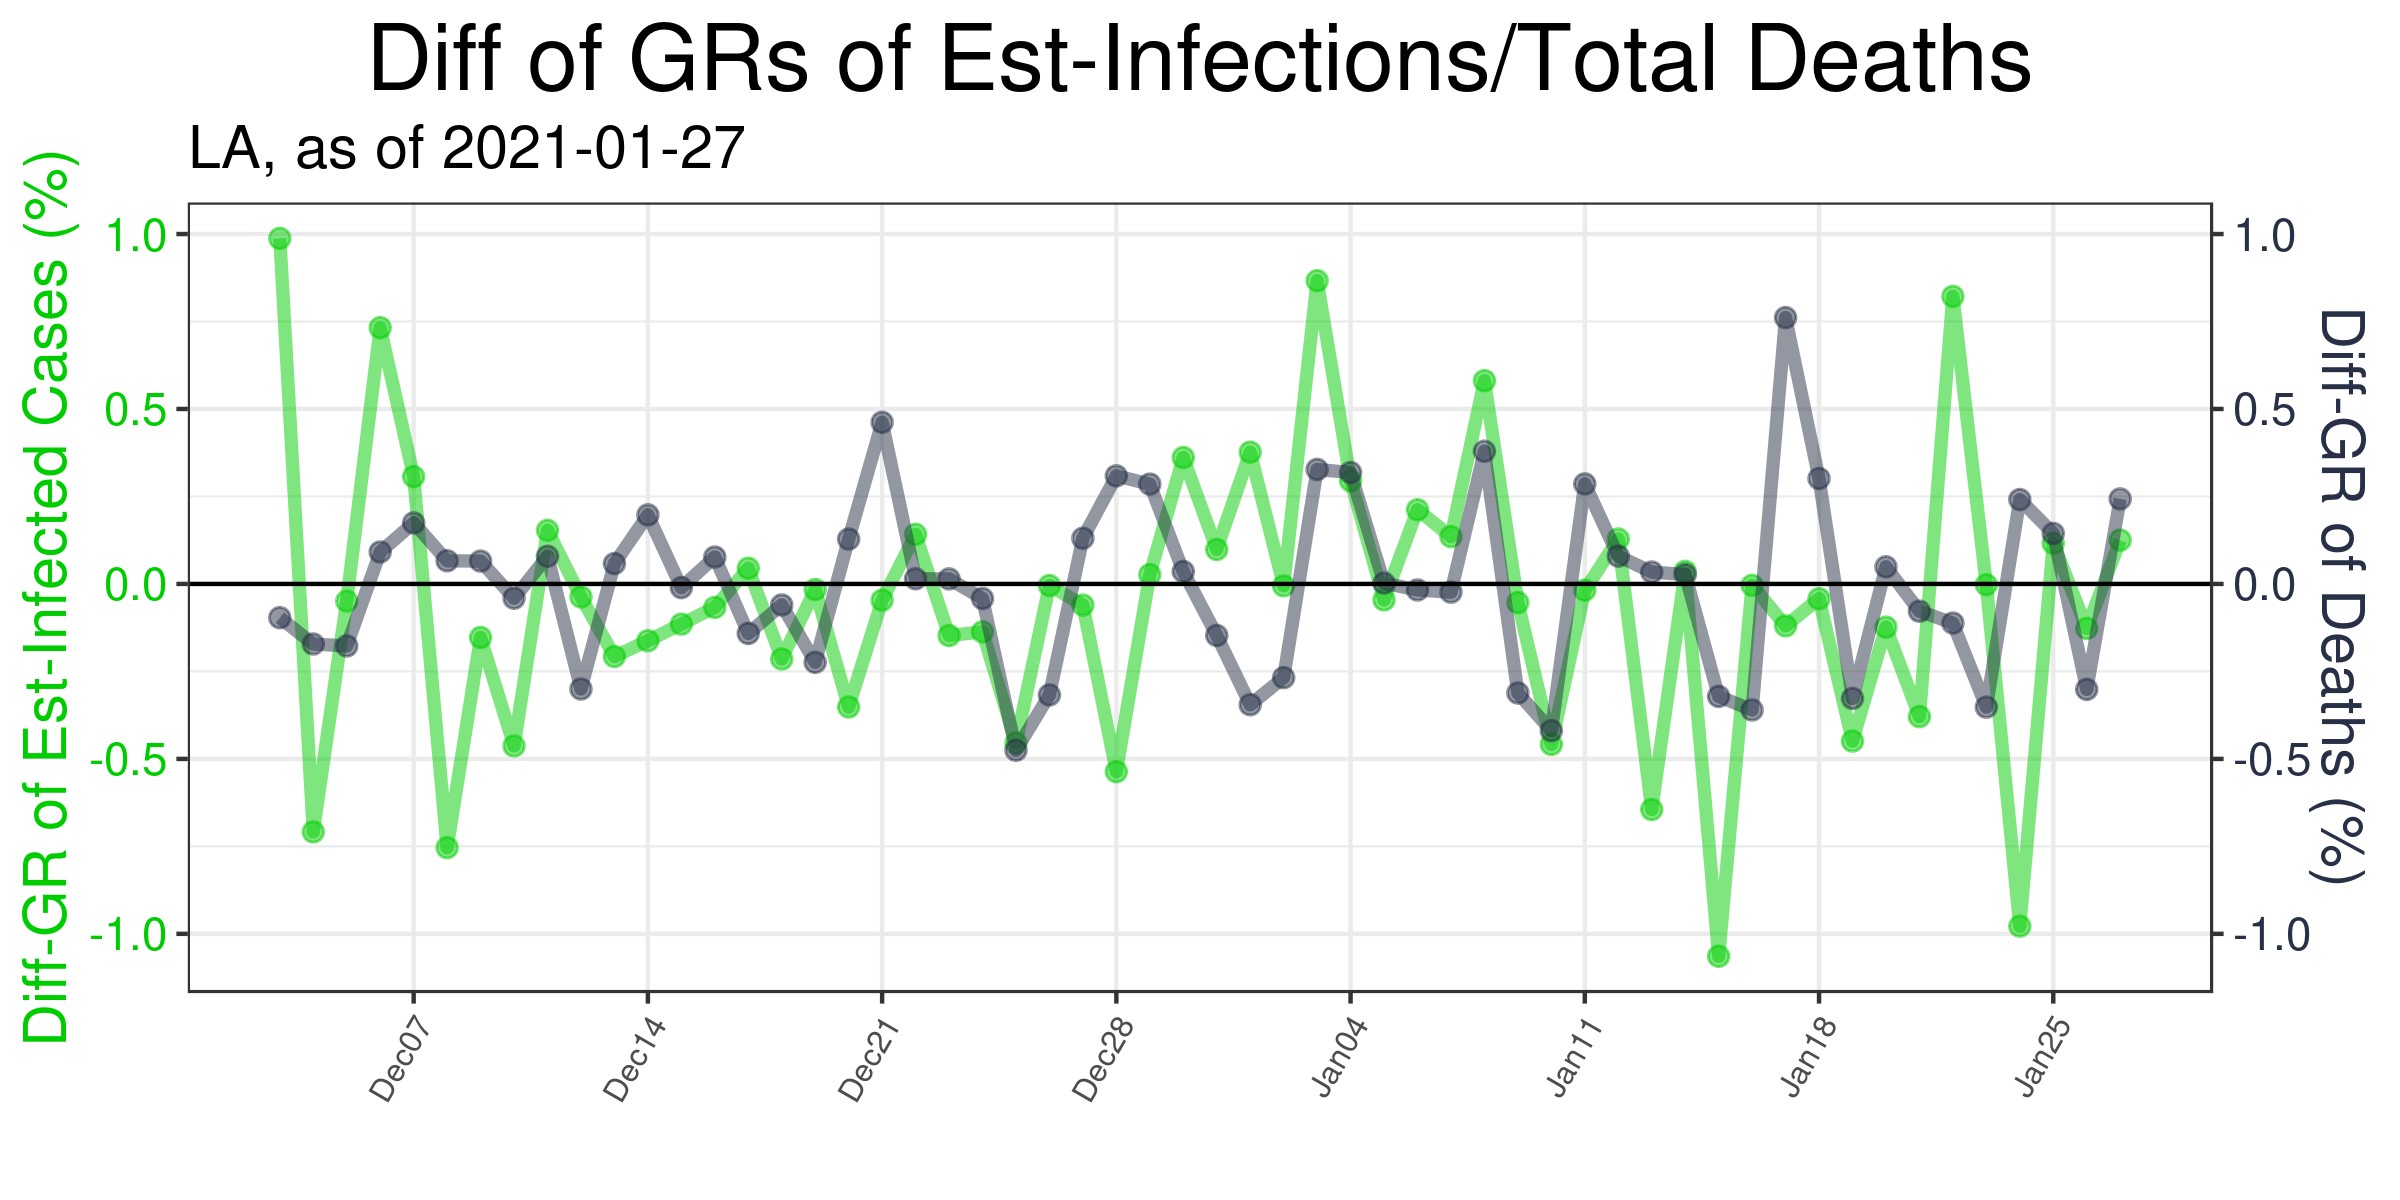 Diff of GRs of Est-Infections/Total Deaths
LA, as of 2021-01-27
Diff-GR of Est-Infected Cases (%)
1.0
0.5
0.0
-0.5
-1.0
1.0
0.5
0.0
-0.5
-1.0
Diff-GR of Deaths (%)
Dec07
Dec14
Dec21
Dec28
Jan04
Jan11
Jan18
Jan25